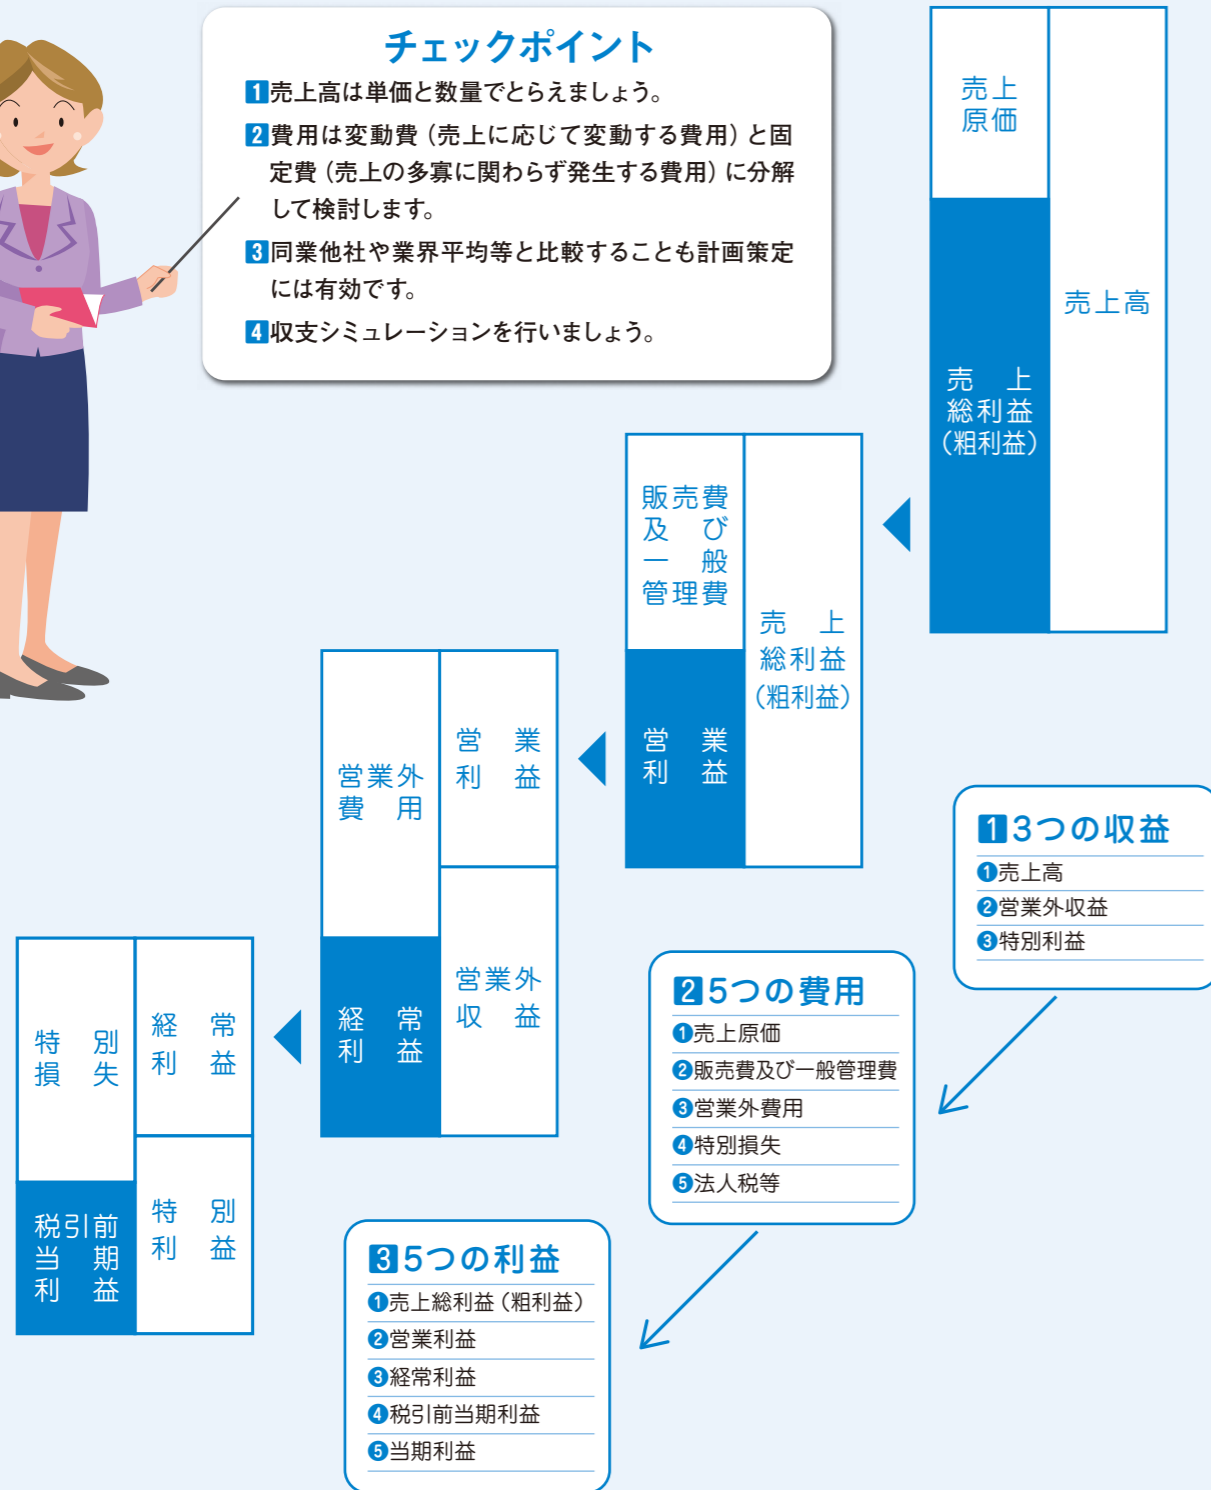 チェックポイント
1売上高は単価と数量でとらえましょう。
2費用は変動費（売上に応じて変動する費用）と固
定費（売上の多寡に関わらず発生する費用）に分解
して検討します。
3同業他社や業界平均等と比較することも計画策定
には有効です。
4収支シミュレーションを行いましょう。
売上
原価
売上高
売上
総利益
（粗利益）
販売費
及び
一般
管理費
売上
総利益
（粗利益）
営業
利益
営業外
費用
営業
利益
経常
利益
営業外
収益
特別
損失
経常
利益
税引前
当期
利益
特別
利益
1 3つの収益
❶売上高
❷営業外収益
❸特別利益
2 5つの費用
❶売上原価
❷販売費及び一般管理費
❸営業外費用
❹特別損失
❺法人税等
3 5つの利益
❶売上総利益（粗利益）
❷営業利益
❸経常利益
❹税引前当期利益
❺当期利益